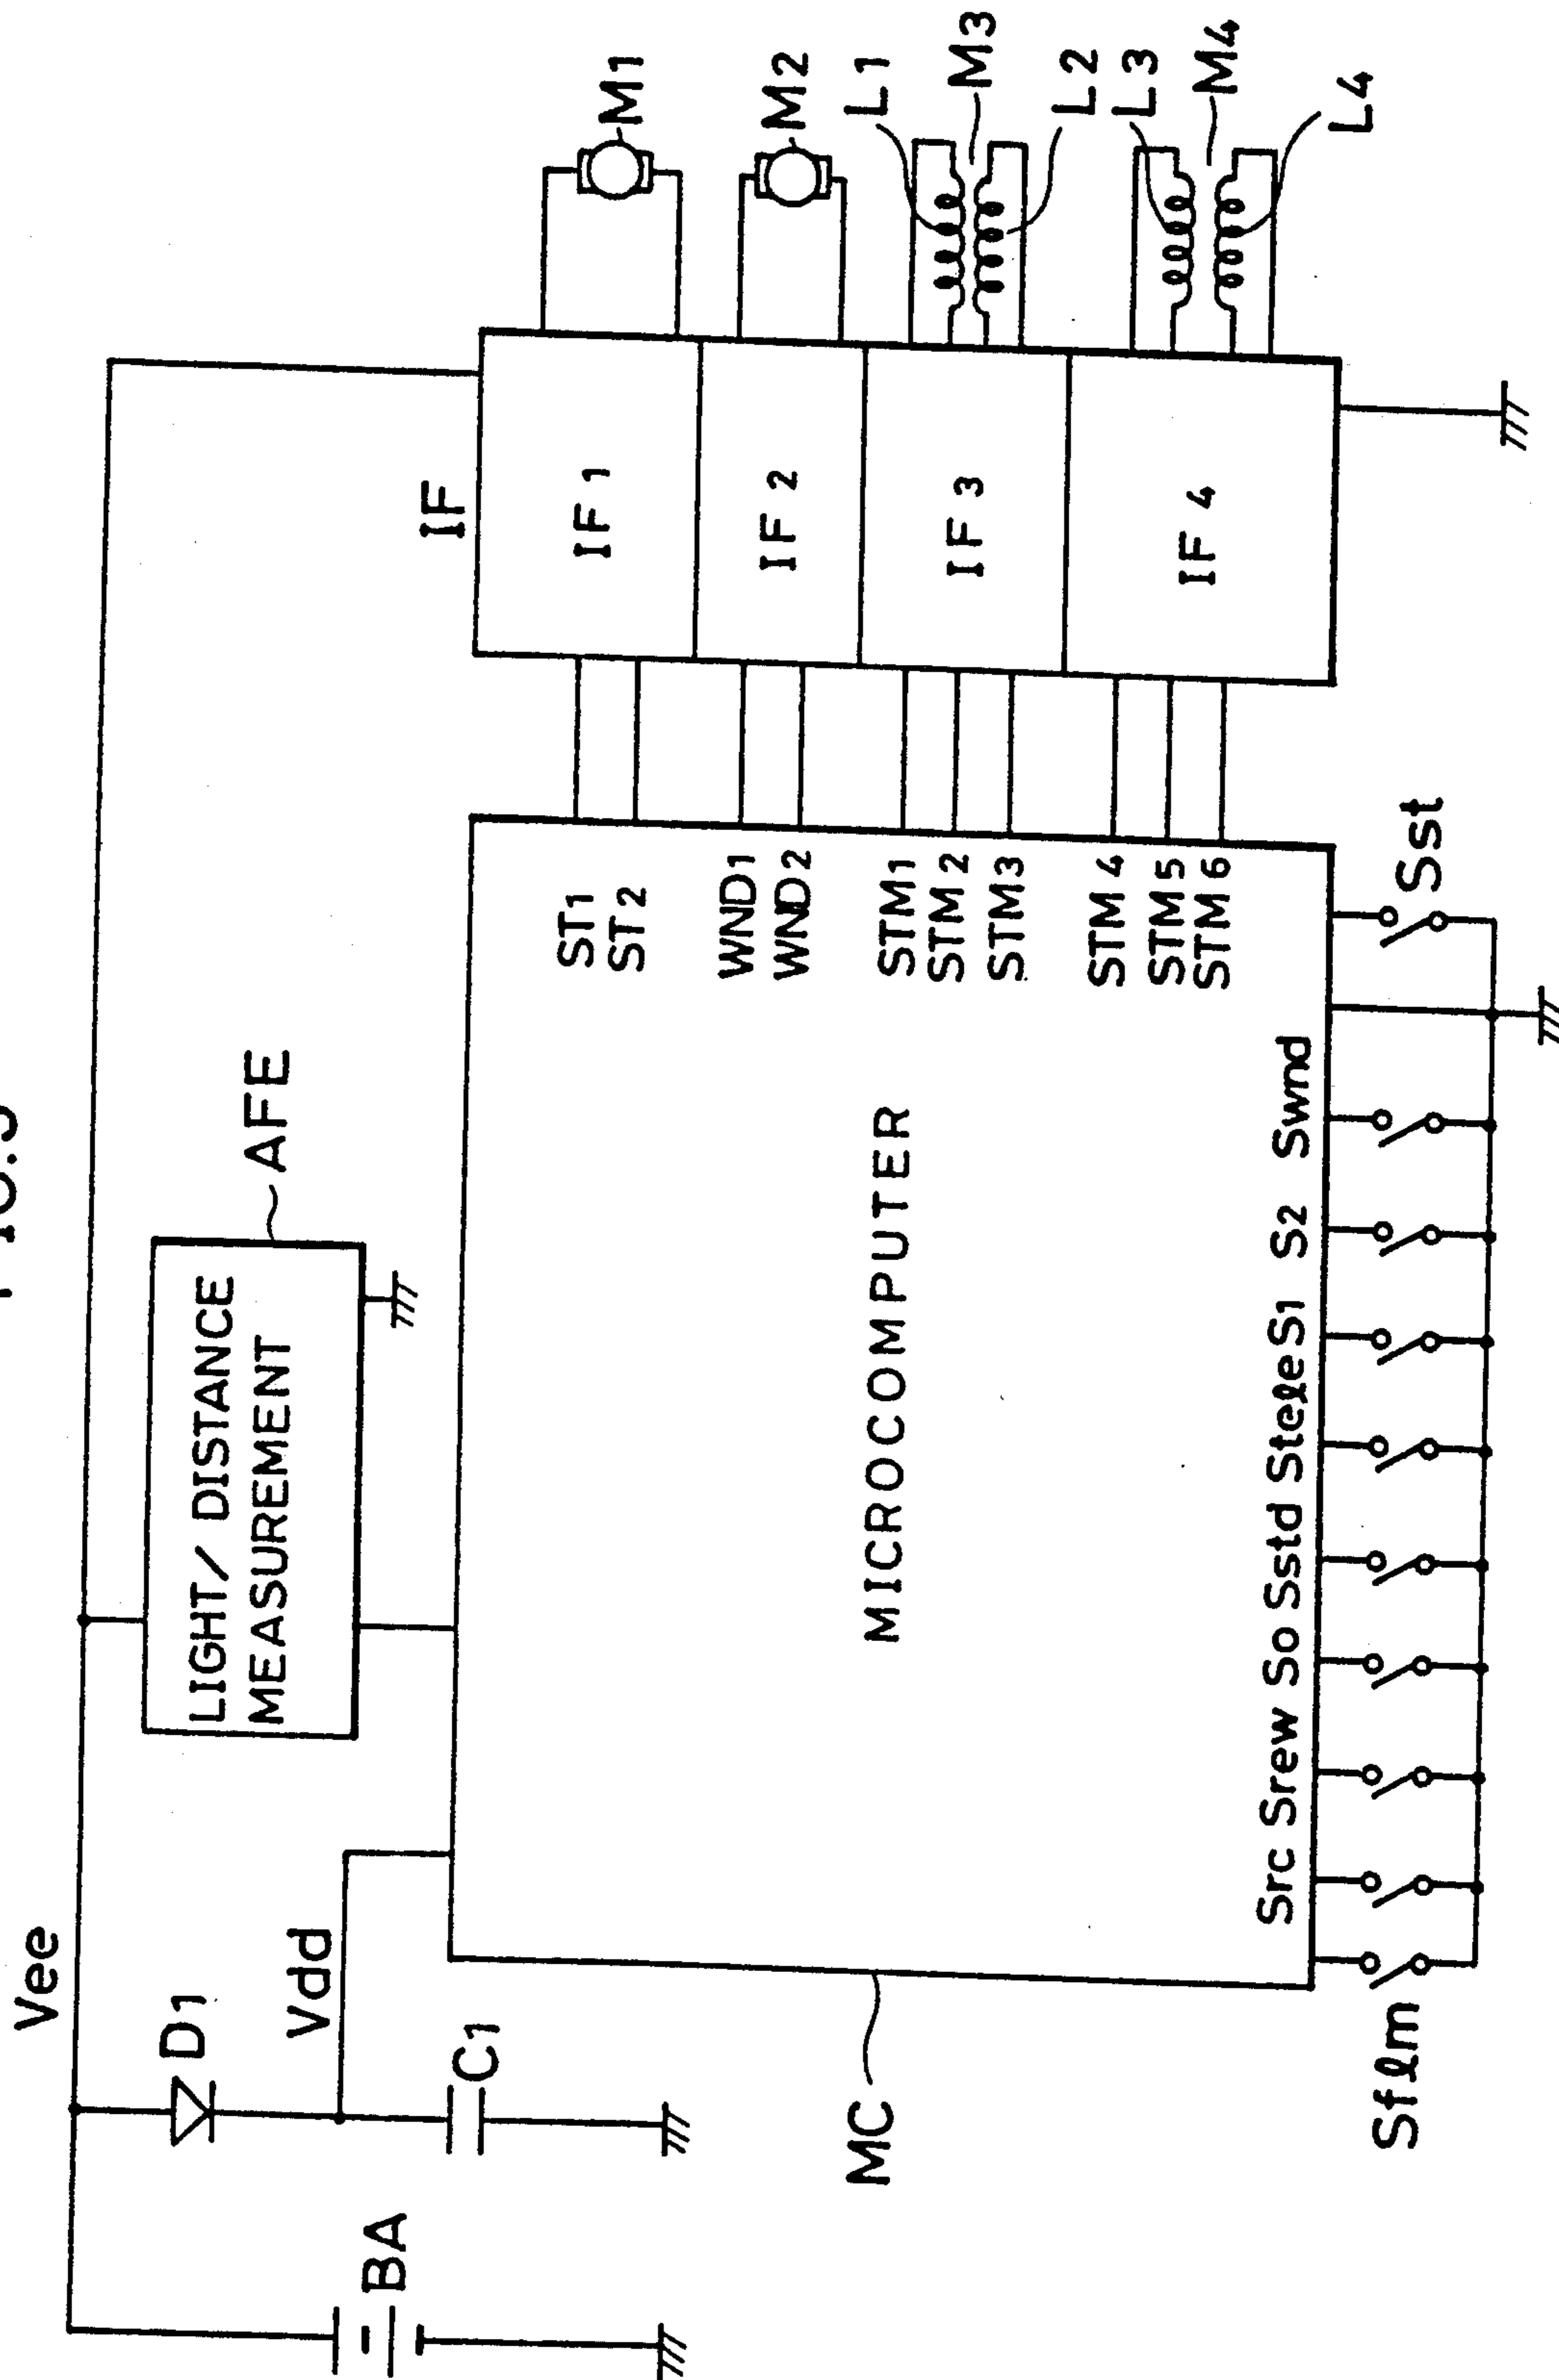 Vee
D1
Vdd
C1
BA
LIGHT/ DISTANCE
MEASUREMENT
AFE
IF
IF 1
IF 2
IF 3
IF 4
M1
M2
L1
M3
L2
L3
M4
L4
MC
MICROCOMPUTER
ST1
ST2
WND1
WND2
STM1
STM2
STM3
STM4
STM5
STM6
Src Srew So Sstd Steℓe S1 S2 Swnd
Sfℓm
Sst